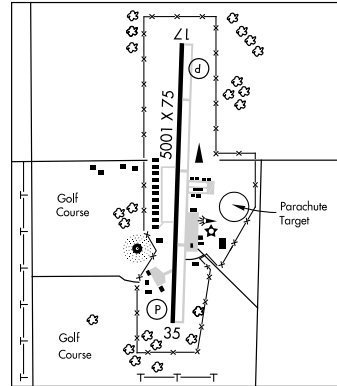 17
P
5001 X 75
Golf
Course
Parachute
Target
P
35
Golf
Course